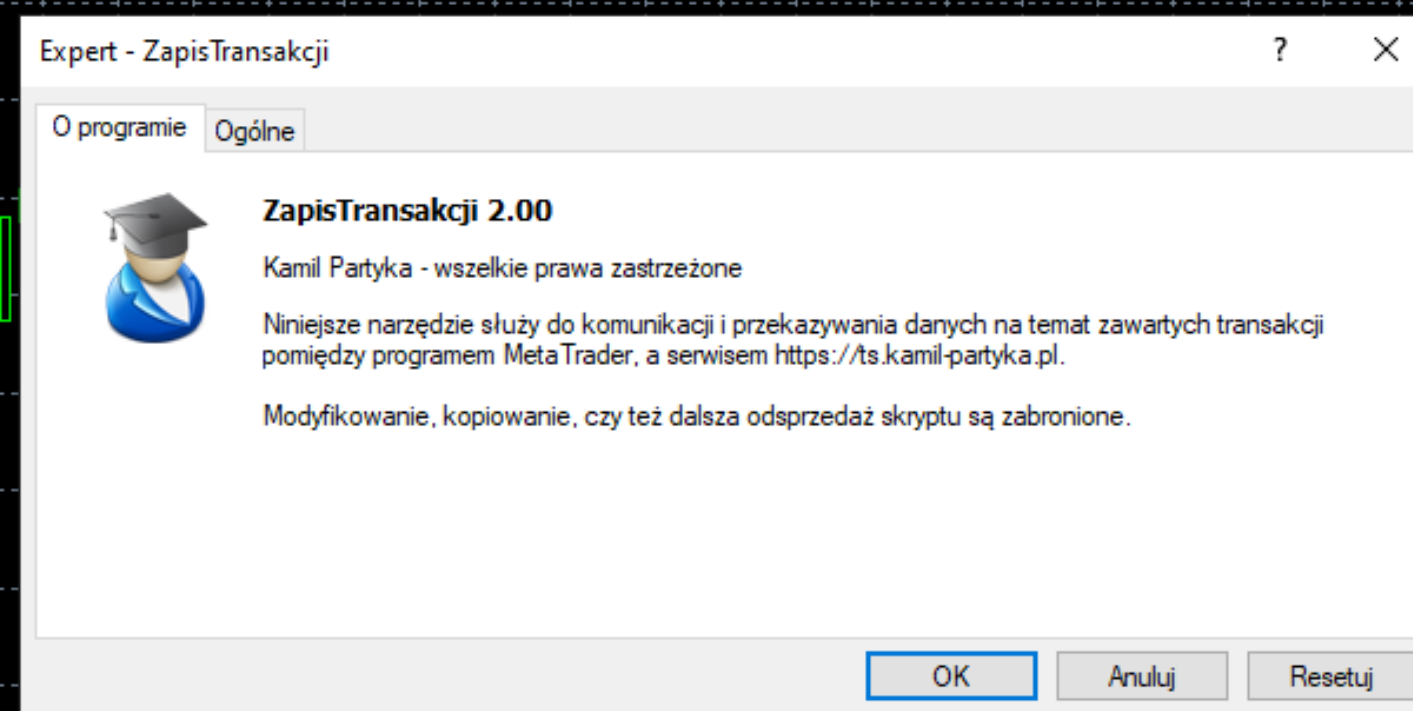 Expert - ZapisTransakcji
?
O programie
Ogólne
ZapisTransakcji 2.00
Kamil Partyka - wszelkie prawa zastrzeżone
Niniejsze narzędzie służy do komunikacji i przekazywania danych na temat zawartych transakcji
pomiędzy programem MetaTrader, a serwisem https://ts.kamil-partyka.pl.
Modyfikowanie, kopiowanie, czy też dalsza odsprzedaż skryptu są zabronione.
OK
Anuluj
Resetuj